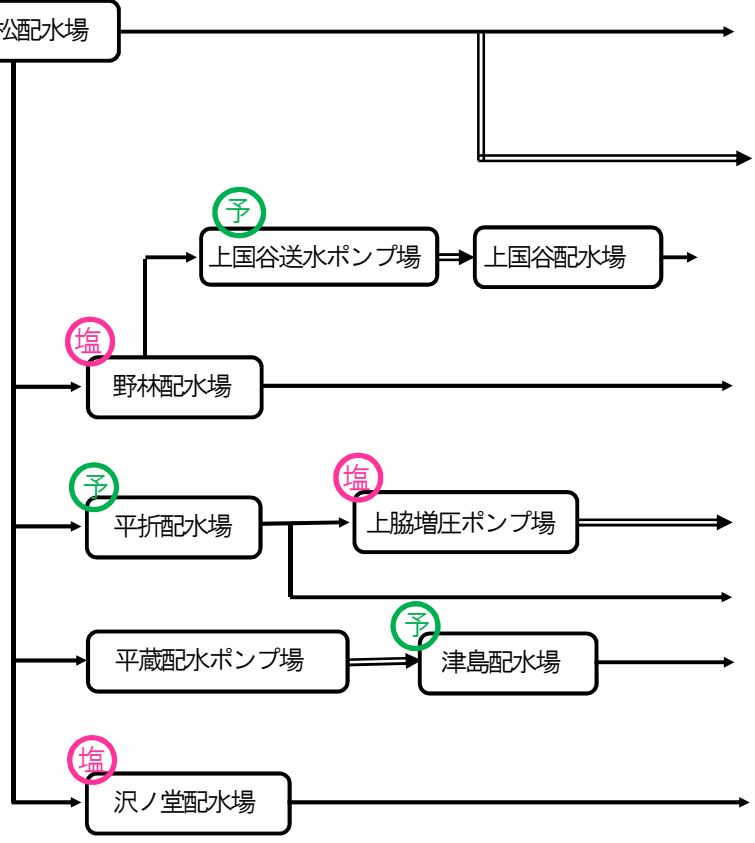 松配水場
予
上国谷送水ポンプ場
上国谷配水場
塩
野林配水場
予
平折配水場
塩
上脇増圧ポンプ場
平蔵配水ポンプ場
予
津島配水場
塩
沢ノ堂配水場